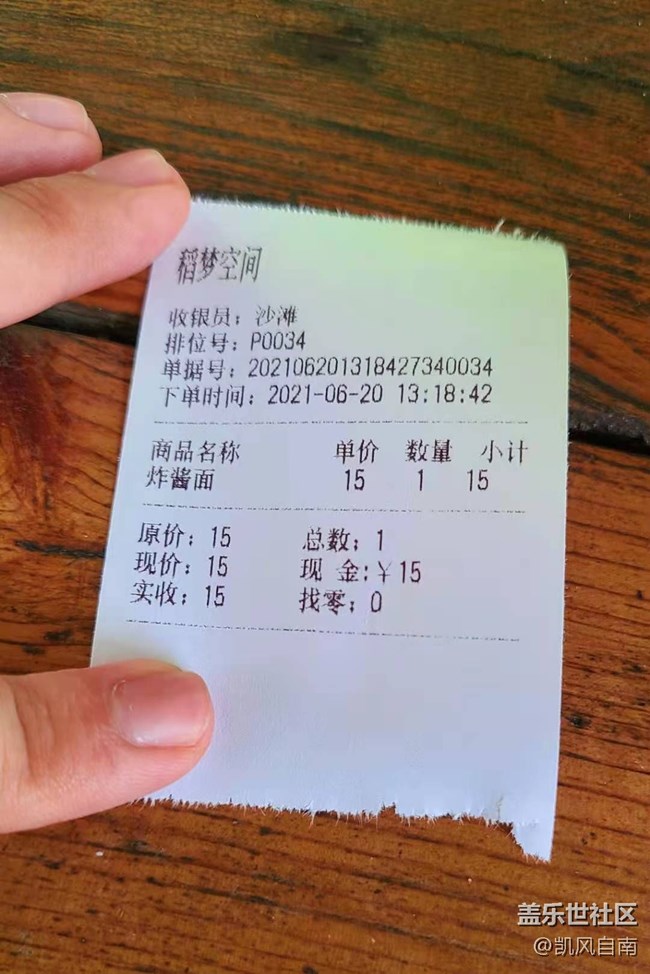 稻梦空间
收银员：沙滩
排位号：P0034
单据号：202106201318427340034
下单时间：2021-06-20 13:18:42
商品名称 单价 数量 小计
炸酱面 15 1 15
原价：15 总数：1
现价：15 现 金:￥15
实收：15 找零：0
盖乐世社区
@凯风自南